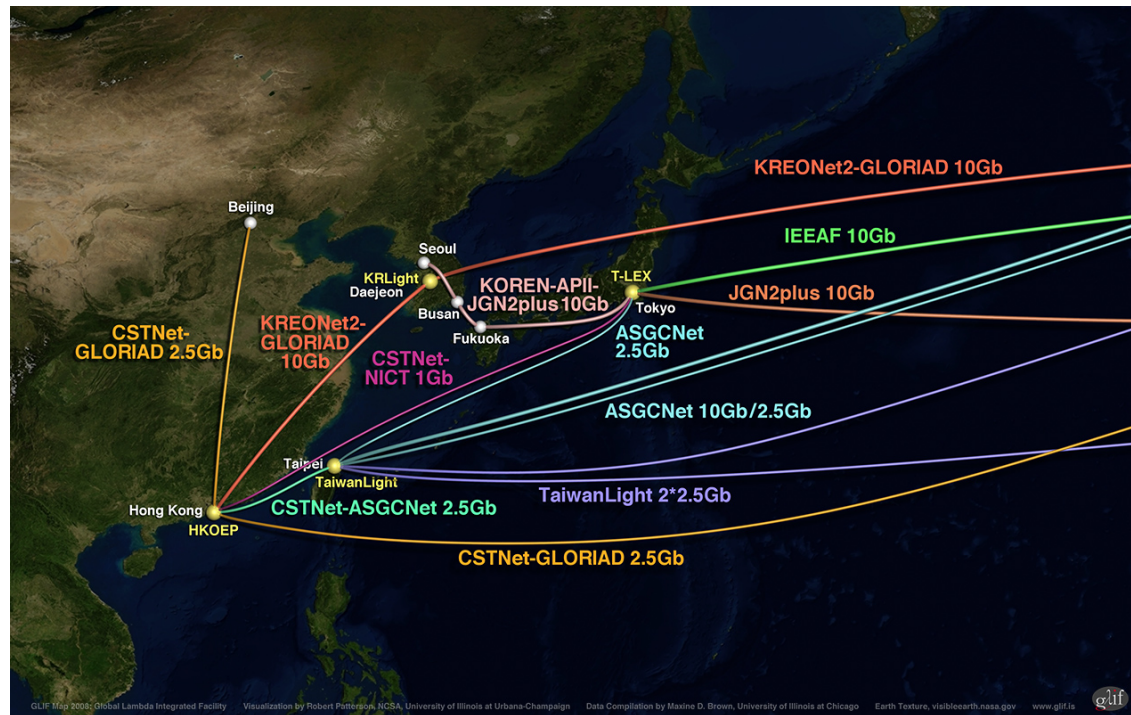 KREONet2-GLORIAD 10Gb
Beijing
IEEAF 10Gb
Seoul
KRLight
Daejeon
T-LEX
KOREN-APII-
JGN2plus 10Gb
JGN2plus 10Gb
Tokyo
Busan
Fukuoka
CSTNet-
GLORIAD 2.5Gb
KREONet2-
GLORIAD
10Gb
ASGCNet
2.5Gb
CSTNet-
NICT 1Gb
ASGCNet 10Gb/2.5Gb
Taipei
TaiwanLight
TaiwanLight 2*2.5Gb
Hong Kong
HKOEP
CSTNet-ASGCNet 2.5Gb
CSTNet-GLORIAD 2.5Gb
GLIF Map 2008: Global Lambda Integrated Facility Visualization by Robert Patterson, NCSA, University of Illinois at Urbana-Champaign Data Compilation by Maxine D. Brown, University of Illinois at Chicago Earth Texture, visibleearth.nasa.gov www.glif.is
glif